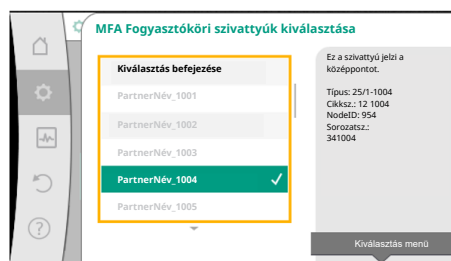 MFA Fogyasztóköri szivattyúk kiválasztása
Kiválasztás befejezése
PartnerNév_1001
PartnerNév_1002
PartnerNév_1003
PartnerNév_1004
PartnerNév_1005
Ez a szivattyú jelzi a
középpontot.
Típus: 25/1-1004
Cikksz.: 12 1004
NodeID: 954
Sorozatsz.:
341004
Kiválasztás menü